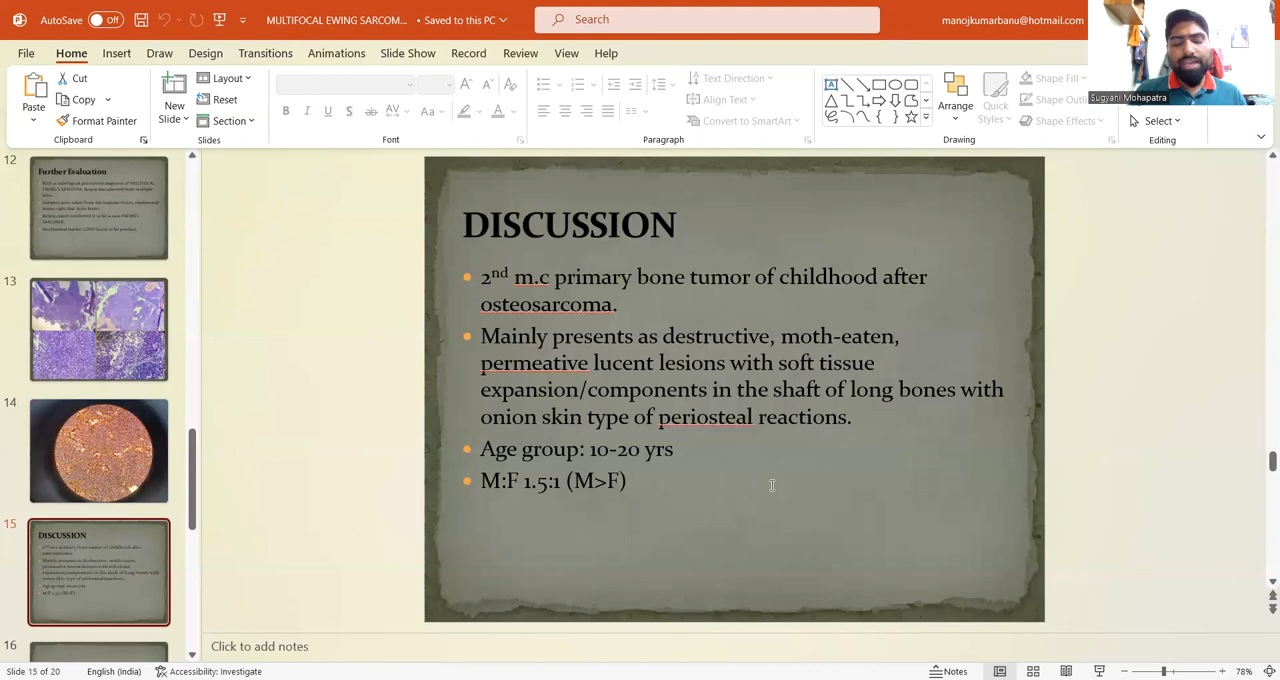 AutoSave Off MULTIFOCAL EWING SARCOM... • Saved to this PC Search manojkumarbanu@hotmail.com
File Home Insert Draw Design Transitions Animations Slide Show Record Review View Help
Paste Cut Copy Format Painter
Clipboard
New Slide Layout Reset Section
Slides
B I U S ab AV Aa A
Font
Text Direction Align Text Convert to SmartArt
Paragraph
Arrange Quick Styles Shape Fill Shape Outli Shape Effects
Drawing
Select
Editing
Sugyani Mohapatra
12
Further Evaluation
13
14
15
DISCUSSION
16
DISCUSSION
2nd m.c primary bone tumor of childhood after
osteosarcoma.
Mainly presents as destructive, moth-eaten,
permeative lucent lesions with soft tissue
expansion/components in the shaft of long bones with
onion skin type of periosteal reactions.
Age group: 10-20 yrs
M:F 1.5:1 (M>F)
Click to add notes
Slide 15 of 20 English (India) Accessibility: Investigate Notes 78%